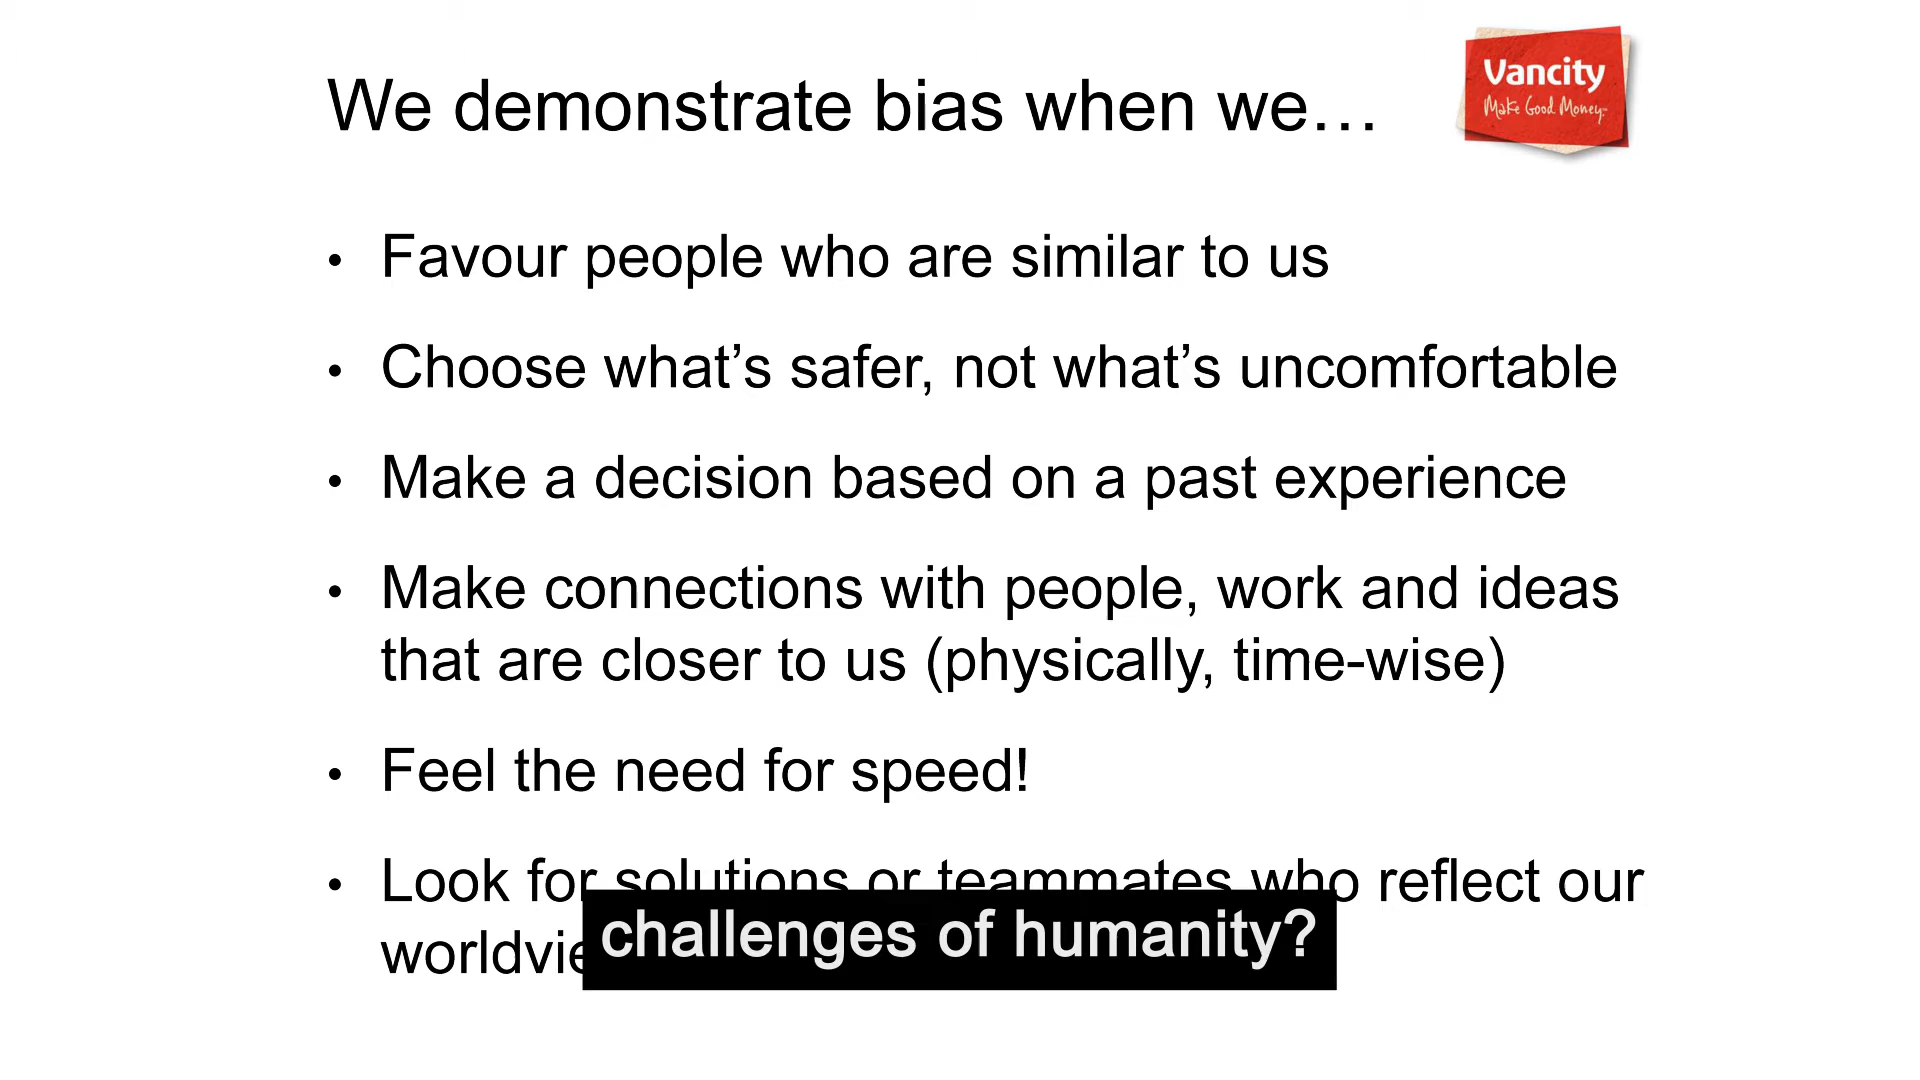 We demonstrate bias when we…
Vancity
Make Good Money™
• Favour people who are similar to us
• Choose what’s safer, not what’s uncomfortable
• Make a decision based on a past experience
• Make connections with people, work and ideas
that are closer to us (physically, time-wise)
• Feel the need for speed!
• Look for solutions or teammates who reflect our
challenges of humanity?